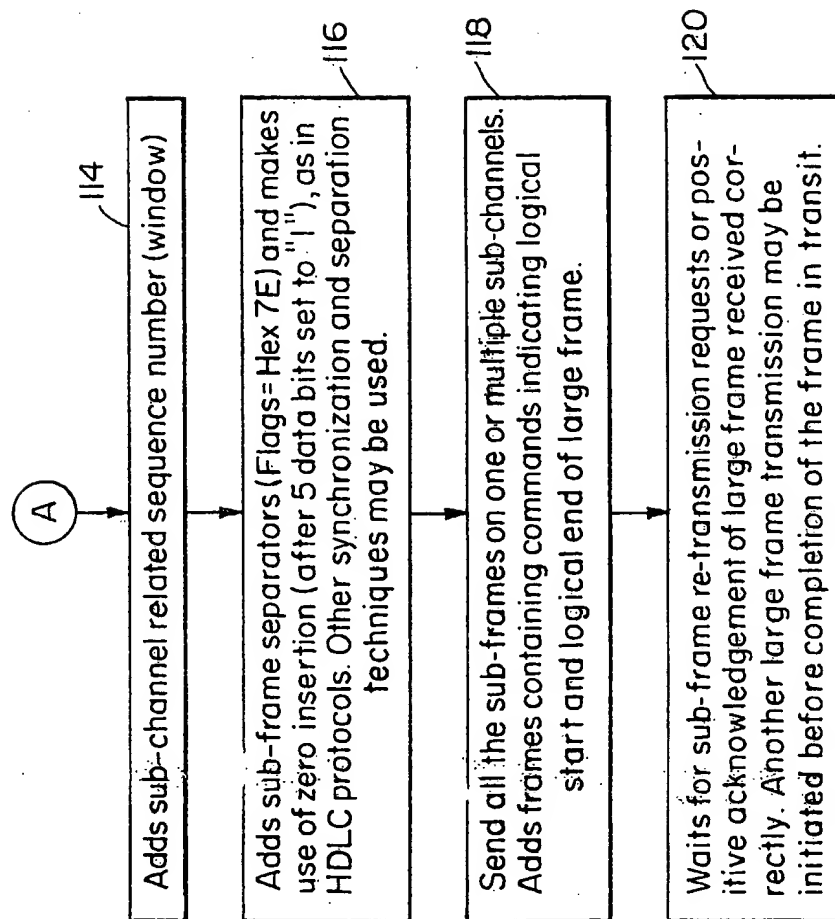 A
114
Adds sub-channel related sequence number (window)
116
Adds sub-frame separators (Flags = Hex 7E) and makes
use of zero insertion (after 5 data bits set to "1"), as in
HDLC protocols. Other synchronization and separation
techniques may be used.
118
Send all the sub-frames on one or multiple sub-channels.
Adds frames containing commands indicating logical
start and logical end of large frame.
120
Waits for sub-frame re-transmission requests or pos-
itive acknowledgement of large frame received cor-
rectly. Another large frame transmission may be
initiated before completion of the frame in transit.